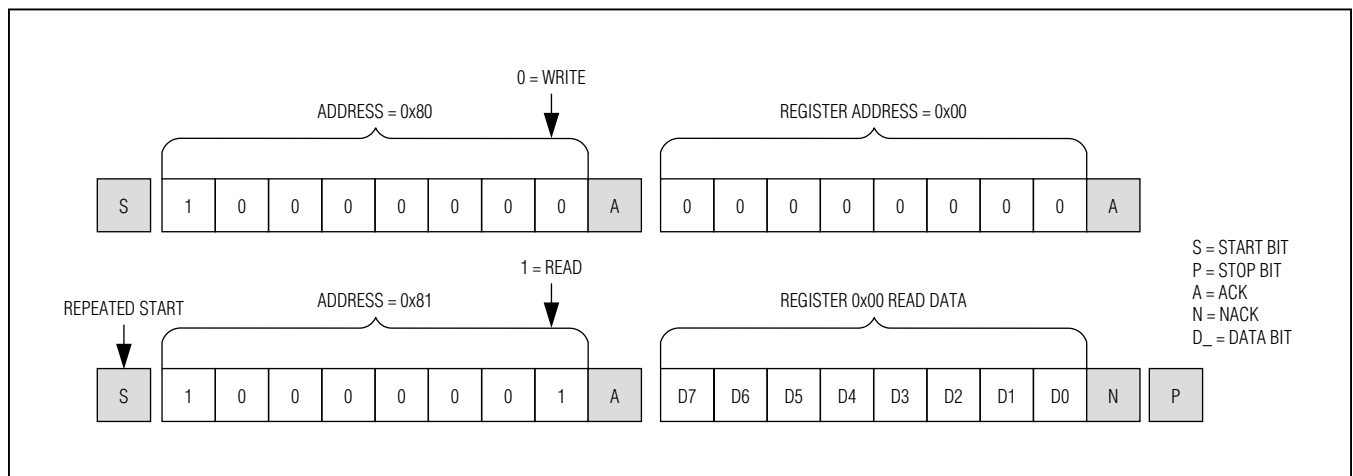 0 = WRITE
ADDRESS = 0x80
REGISTER ADDRESS = 0x00
S 1 0 0 0 0 0 0 0 A 0 0 0 0 0 0 0 0 A
1 = READ
REPEATED START
ADDRESS = 0x81
REGISTER 0x00 READ DATA
S 1 0 0 0 0 0 0 1 A D7 D6 D5 D4 D3 D2 D1 D0 N P
S = START BIT
P = STOP BIT
A = ACK
N = NACK
D_ = DATA BIT